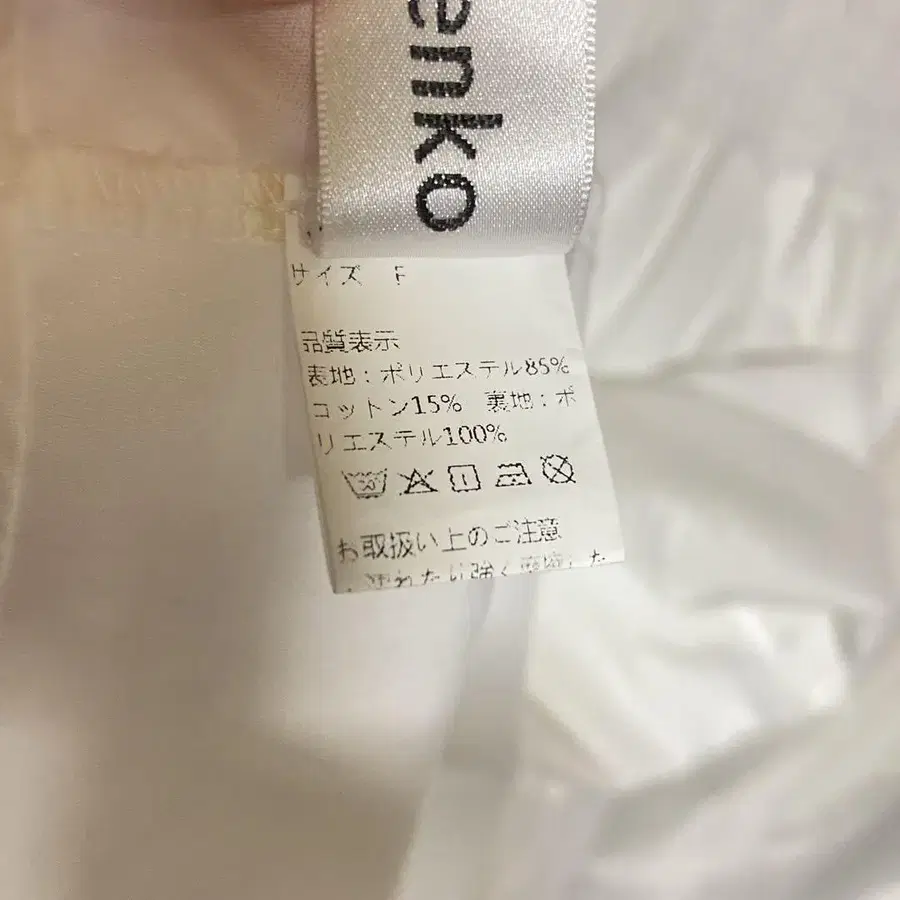 enko
サイズ F
品質表示
表地：ポリエステル85%
コットン15% 裏地：ポ
リエステル100%
お取扱い上のご注意